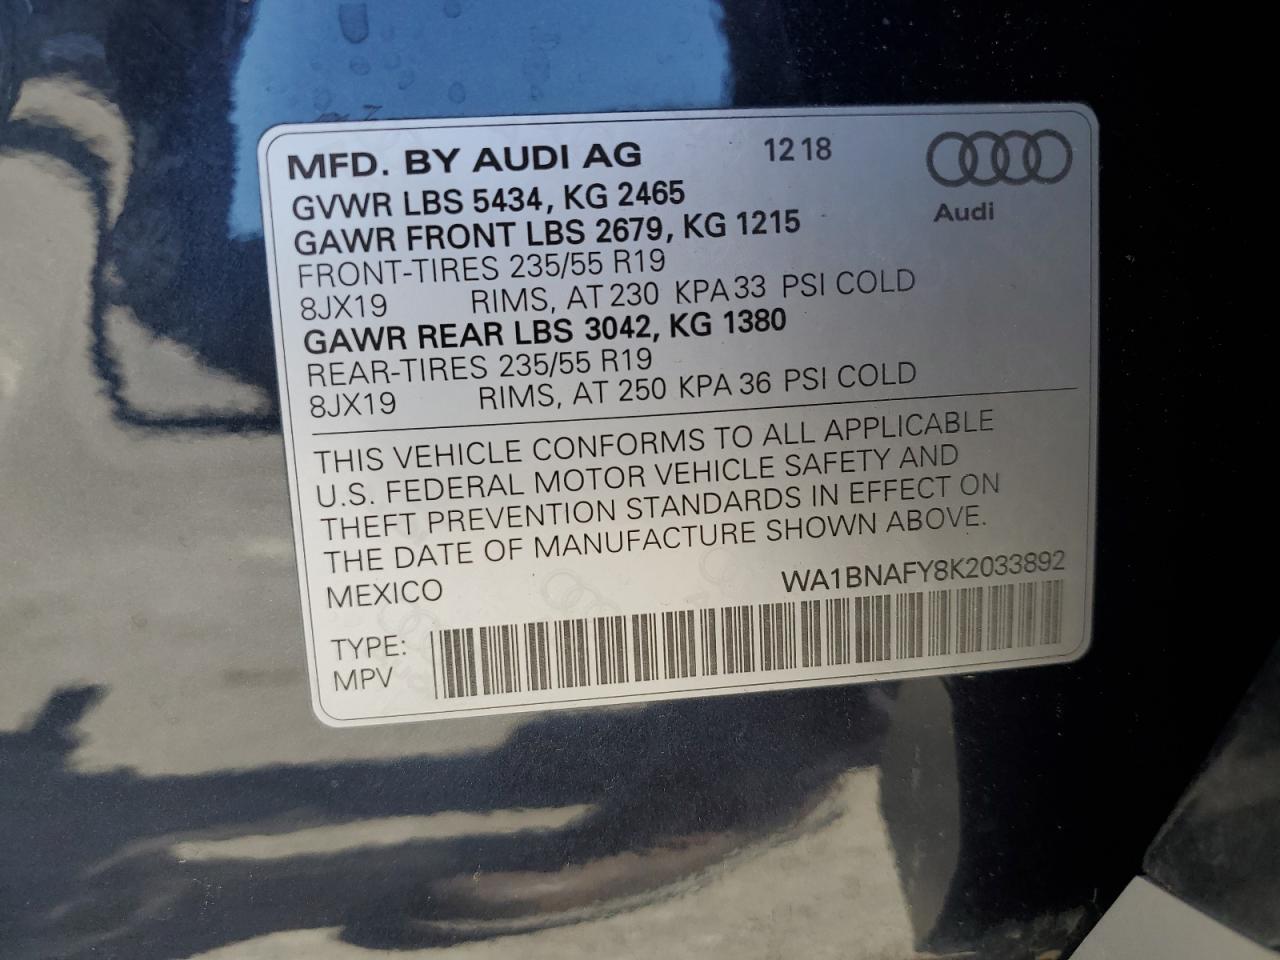 MFD. BY AUDI AG 12 18
Audi
GVWR LBS 5434, KG 2465
GAWR FRONT LBS 2679, KG 1215
FRONT-TIRES 235/55 R19
8JX19 RIMS, AT 230 KPA 33 PSI COLD
GAWR REAR LBS 3042, KG 1380
REAR-TIRES 235/55 R19
8JX19 RIMS, AT 250 KPA 36 PSI COLD
THIS VEHICLE CONFORMS TO ALL APPLICABLE
U.S. FEDERAL MOTOR VEHICLE SAFETY AND
THEFT PREVENTION STANDARDS IN EFFECT ON
THE DATE OF MANUFACTURE SHOWN ABOVE.
MEXICO WA1BNAFY8K2033892
TYPE:
MPV